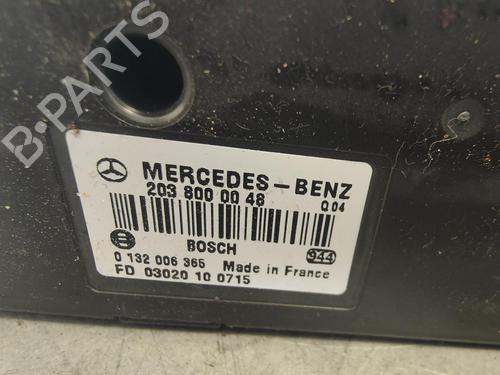 B-PARTS
MERCEDES-BENZ
203 800 00 48
Q04
BOSCH
944
0 132 006 365 Made in France
FD 03020 10 0715